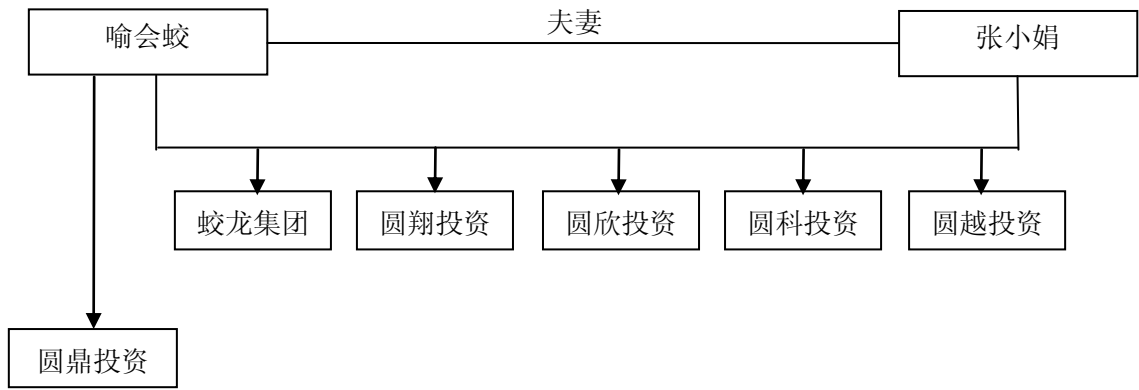 夫妻
喻会蛟
张小娟
蛟龙集团
圆翔投资
圆欣投资
圆科投资
圆越投资
圆鼎投资